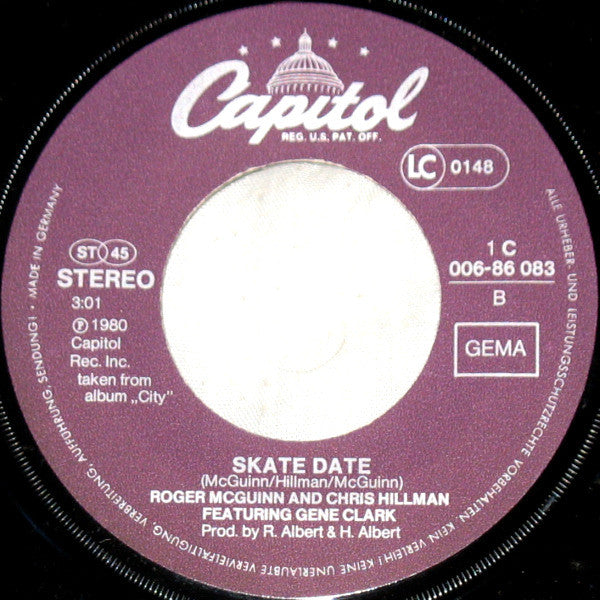 Capitol
REG. U.S. PAT. OFF.
LC 0148
ST 45
STEREO
3:01
℗ 1980
Capitol
Rec. Inc.
taken from
album „City”
1 C
006-86 083
B
GEMA
SKATE DATE
(McGuinn/Hillman/McGuinn)
ROGER MCGUINN AND CHRIS HILLMAN
FEATURING GENE CLARK
Prod. by R. Albert & H. Albert
ALLE URHEBER- UND LEISTUNGSSCHUTZRECHTE VORBEHALTEN. KEIN VERLEIH! KEINE UNERLAUBTE VERVIELFÄLTIGUNG, VERBREITUNG, AUFFÜHRUNG, SENDUNG! • MADE IN GERMANY